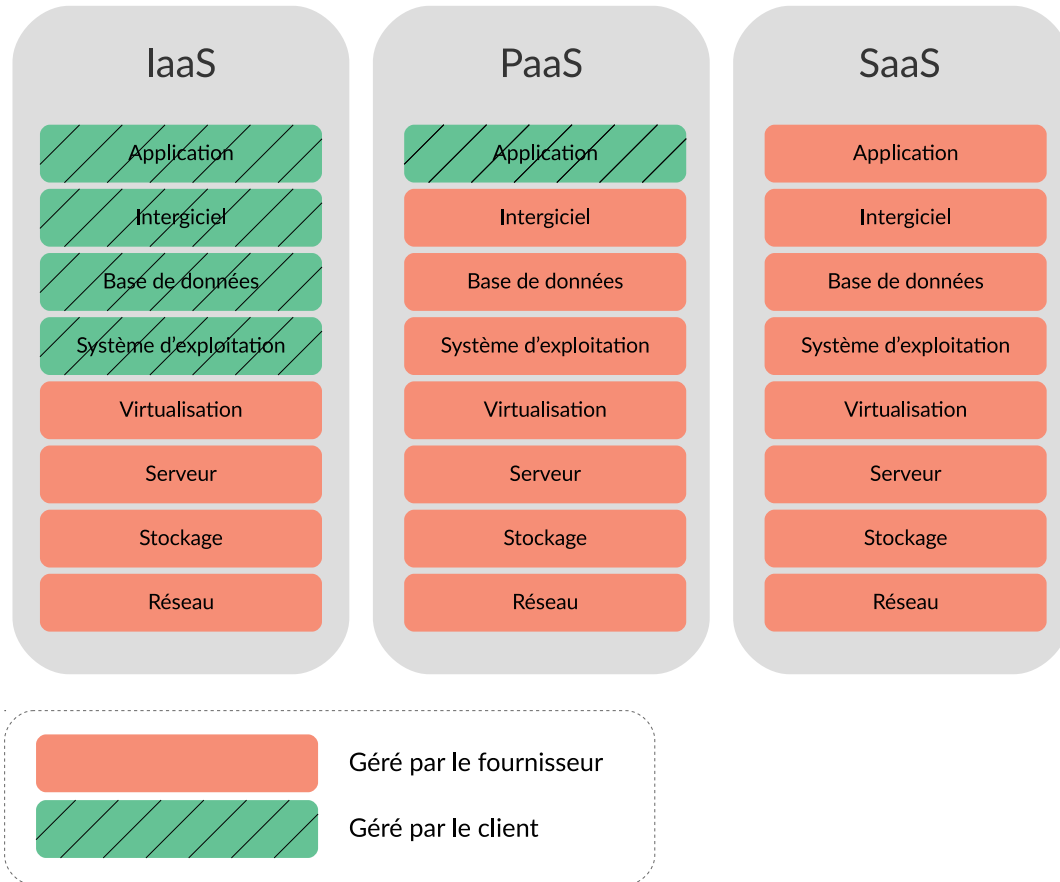 IaaS
Application
Intergiciel
Base de données
Système d’exploitation
Virtualisation
Serveur
Stockage
Réseau
PaaS
Application
Intergiciel
Base de données
Système d’exploitation
Virtualisation
Serveur
Stockage
Réseau
SaaS
Application
Intergiciel
Base de données
Système d’exploitation
Virtualisation
Serveur
Stockage
Réseau
Géré par le fournisseur
Géré par le client